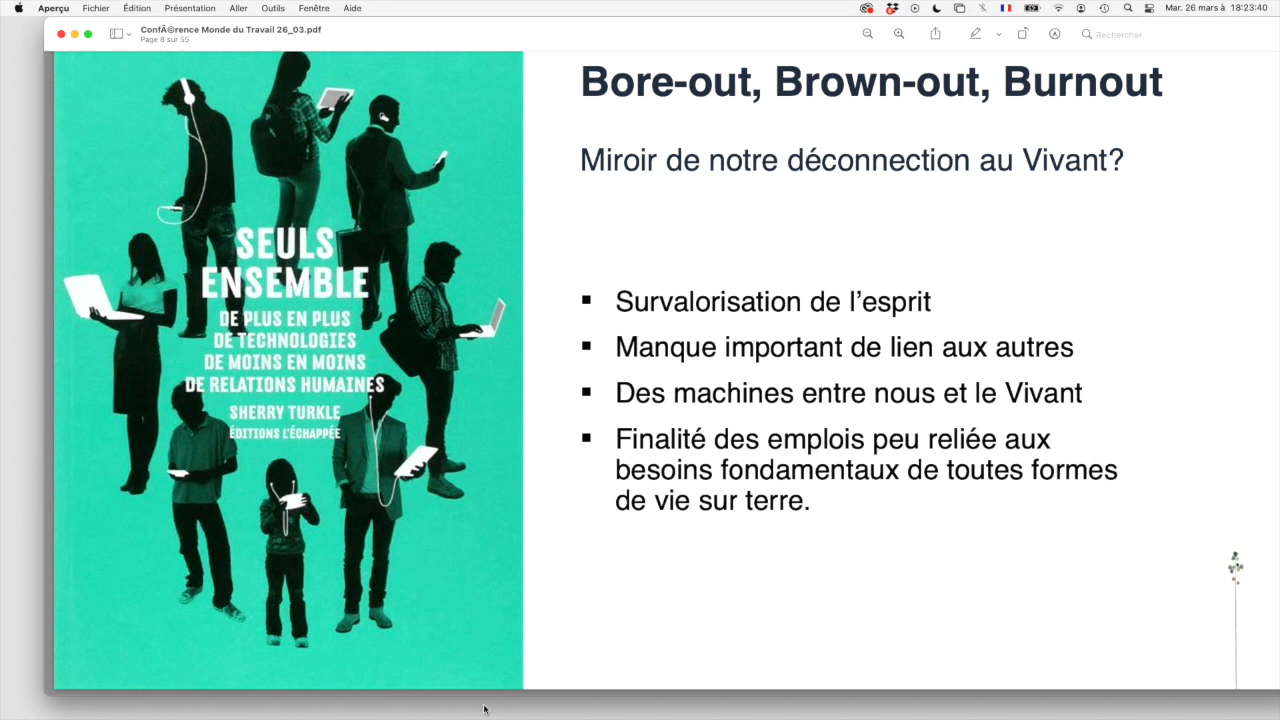 Aperçu Fichier Édition Présentation Aller Outils Fenêtre Aide Mar. 26 mars à 18:23:40
ConfÃ©rence Monde du Travail 26_03.pdf
Page 8 sur 55
Rechercher
SEULS
ENSEMBLE
DE PLUS EN PLUS
DE TECHNOLOGIES
DE MOINS EN MOINS
DE RELATIONS HUMAINES
SHERRY TURKLE
ÉDITIONS L'ÉCHAPPÉE
Bore-out, Brown-out, Burnout
Miroir de notre déconnection au Vivant?
▪ Survalorisation de l’esprit
▪ Manque important de lien aux autres
▪ Des machines entre nous et le Vivant
▪ Finalité des emplois peu reliée aux
besoins fondamentaux de toutes formes
de vie sur terre.